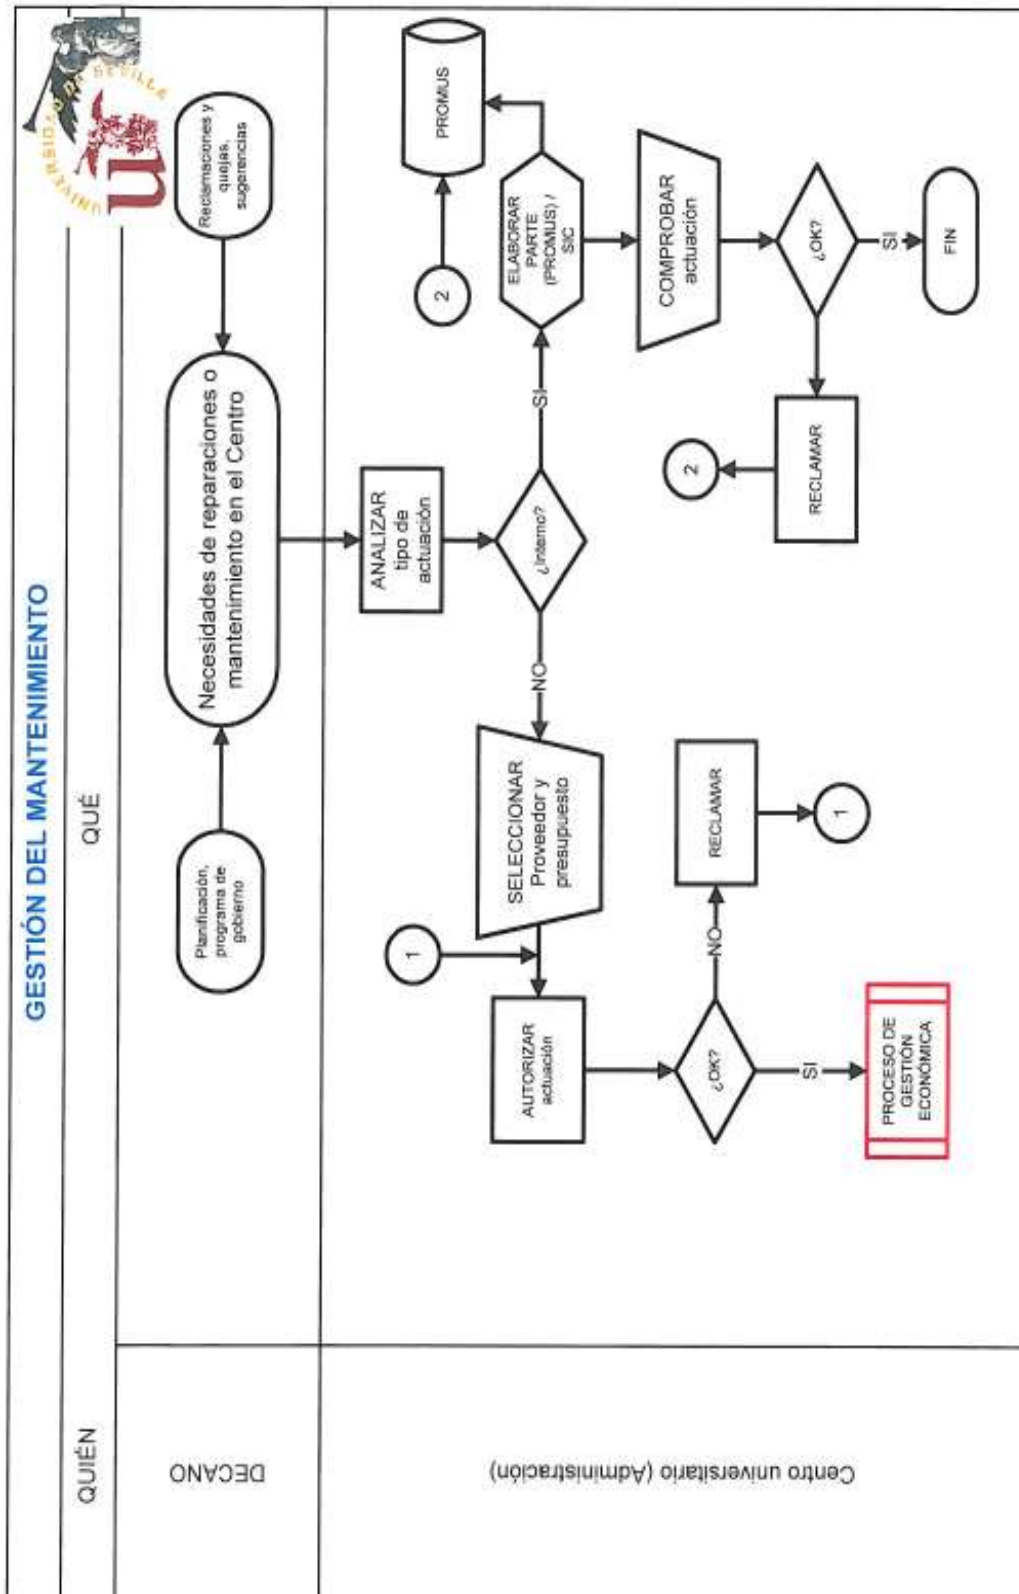 GESTIÓN DEL MANTENIMIENTO
QUIÉN
QUÉ
UNIVERSIDAD DE SEVILLA
DECANO
Planificación,
programa de
gobierno
Necesidades de reparaciones o
mantenimiento en el Centro
Reclamaciones y
quejas,
sugerencias
Centro universitario (Administración)
ANALIZAR
tipo de
actuación
¿Interno?
NO
SI
SELECCIONAR
Proveedor y
presupuesto
1
AUTORIZAR
actuación
¿OK?
NO
RECLAMAR
1
SI
PROCESO DE
GESTIÓN
ECONÓMICA
ELABORAR
PARTE
(PROMUS) /
SIC
PROMUS
2
COMPROBAR
actuación
¿OK?
RECLAMAR
2
SI
FIN